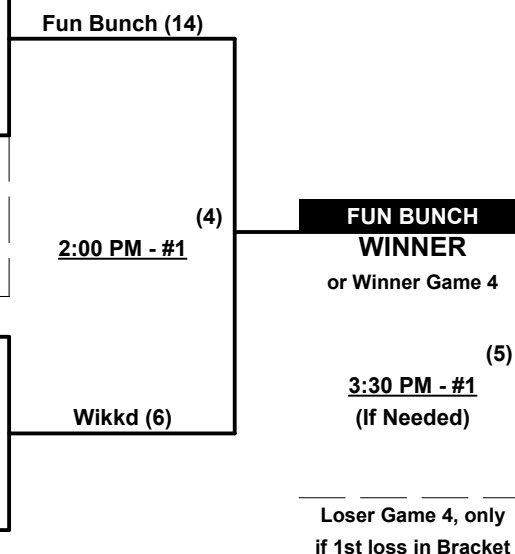 Fun Bunch (14)
(4)
2:00 PM - #1
Wikkd (6)
FUN BUNCH
WINNER
or Winner Game 4
(5)
3:30 PM - #1
(If Needed)
Loser Game 4, only
if 1st loss in Bracket